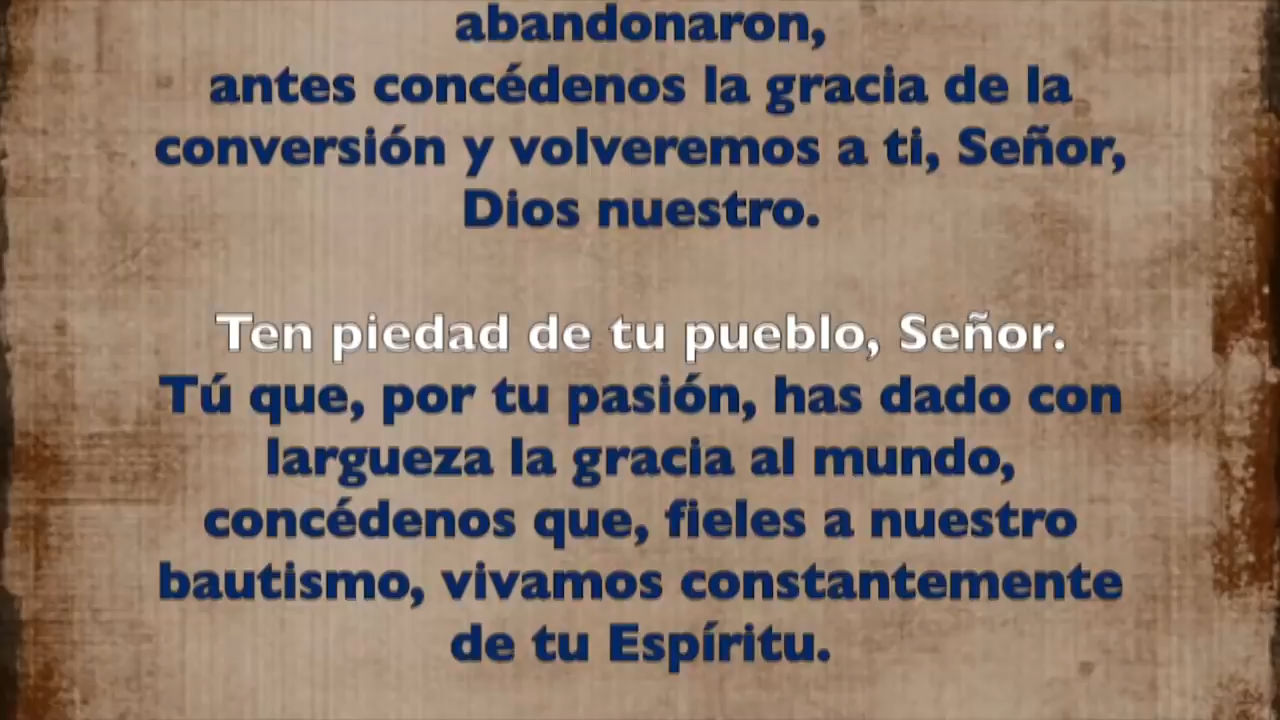 abandonaron,
antes concédenos la gracia de la
conversión y volveremos a ti, Señor,
Dios nuestro.
Ten piedad de tu pueblo, Señor.
Tú que, por tu pasión, has dado con
largueza la gracia al mundo,
concédenos que, fieles a nuestro
bautismo, vivamos constantemente
de tu Espíritu.